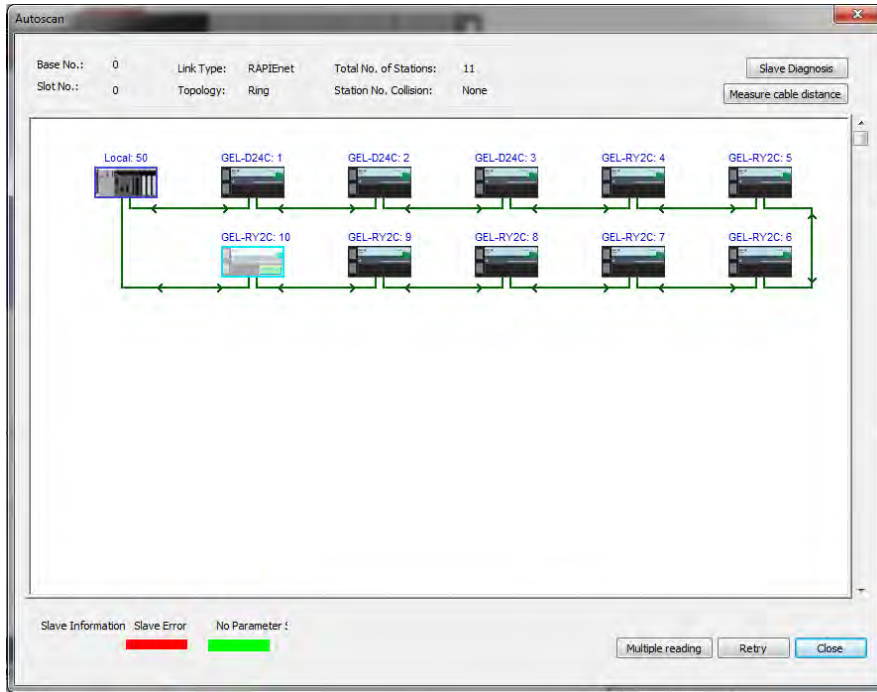 Autoscan
Base No.: 0 Link Type: RAPIEnet Total No. of Stations: 11 Slave Diagnosis
Slot No.: 0 Topology: Ring Station No. Collision: None Measure cable distance
Local: 50 GEL-D24C: 1 GEL-D24C: 2 GEL-D24C: 3 GEL-RY2C: 4 GEL-RY2C: 5
GEL-RY2C: 10 GEL-RY2C: 9 GEL-RY2C: 8 GEL-RY2C: 7 GEL-RY2C: 6
Slave Information Slave Error No Parameter
Multiple reading Retry Close